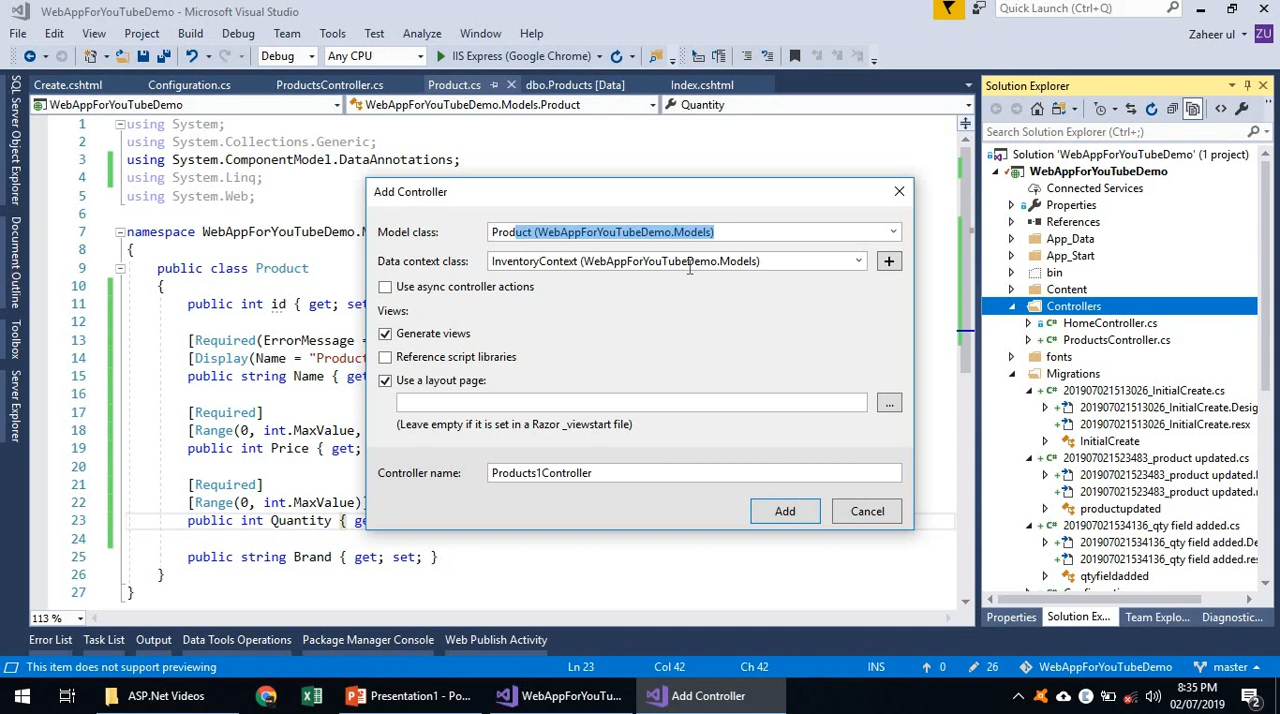 WebAppForYouTubeDemo - Microsoft Visual Studio
Quick Launch (Ctrl+Q)
File Edit View Project Build Debug Team Tools Test Analyze Window Help
Zaheer ul ZU
Debug Any CPU IIS Express (Google Chrome)
Create.cshtml Configuration.cs ProductsController.cs Product.cs dbo.Products [Data] Index.cshtml
WebAppForYouTubeDemo WebAppForYouTubeDemo.Models.Product Quantity
SQL Server Object Explorer
Document Outline
Toolbox
Server Explorer
1 using System;
2 using System.Collections.Generic;
3 using System.ComponentModel.DataAnnotations;
4 using System.Linq;
5 using System.Web;
6
7 namespace WebAppForYouTubeDemo.M
8 {
9 public class Product
10 {
11 public int id { get; set
12
13 [Required(ErrorMessage =
14 [Display(Name = "Product
15 public string Name { get
16
17 [Required]
18 [Range(0, int.MaxValue,
19 public int Price { get;
20
21 [Required]
22 [Range(0, int.MaxValue)]
23 public int Quantity { ge
24
25 public string Brand { get; set; }
26 }
27 }
113 %
Add Controller
Model class: Product (WebAppForYouTubeDemo.Models)
Data context class: InventoryContext (WebAppForYouTubeDemo.Models) +
Use async controller actions
Views:
Generate views
Reference script libraries
Use a layout page:
...
(Leave empty if it is set in a Razor _viewstart file)
Controller name: Products1Controller
Add Cancel
Solution Explorer
Search Solution Explorer (Ctrl+;)
Solution 'WebAppForYouTubeDemo' (1 project)
WebAppForYouTubeDemo
Connected Services
Properties
References
App_Data
App_Start
bin
Content
Controllers
HomeController.cs
ProductsController.cs
fonts
Migrations
201907021513026_InitialCreate.cs
201907021513026_InitialCreate.Desig
201907021513026_InitialCreate.resx
InitialCreate
201907021523483_product updated.cs
201907021523483_product updated.
201907021523483_product updated.r
productupdated
201907021534136_qty field added.cs
201907021534136_qty field added.De
201907021534136_qty field added.res
qtyfieldadded
Properties Solution Ex... Team Explo... Diagnostic...
Error List Task List Output Data Tools Operations Package Manager Console Web Publish Activity
This item does not support previewing Ln 23 Col 42 Ch 42 INS 0 26 WebAppForYouTubeDemo master
ASP.Net Videos Presentation1 - Po... WebAppForYouTu... Add Controller
8:35 PM
02/07/2019
2